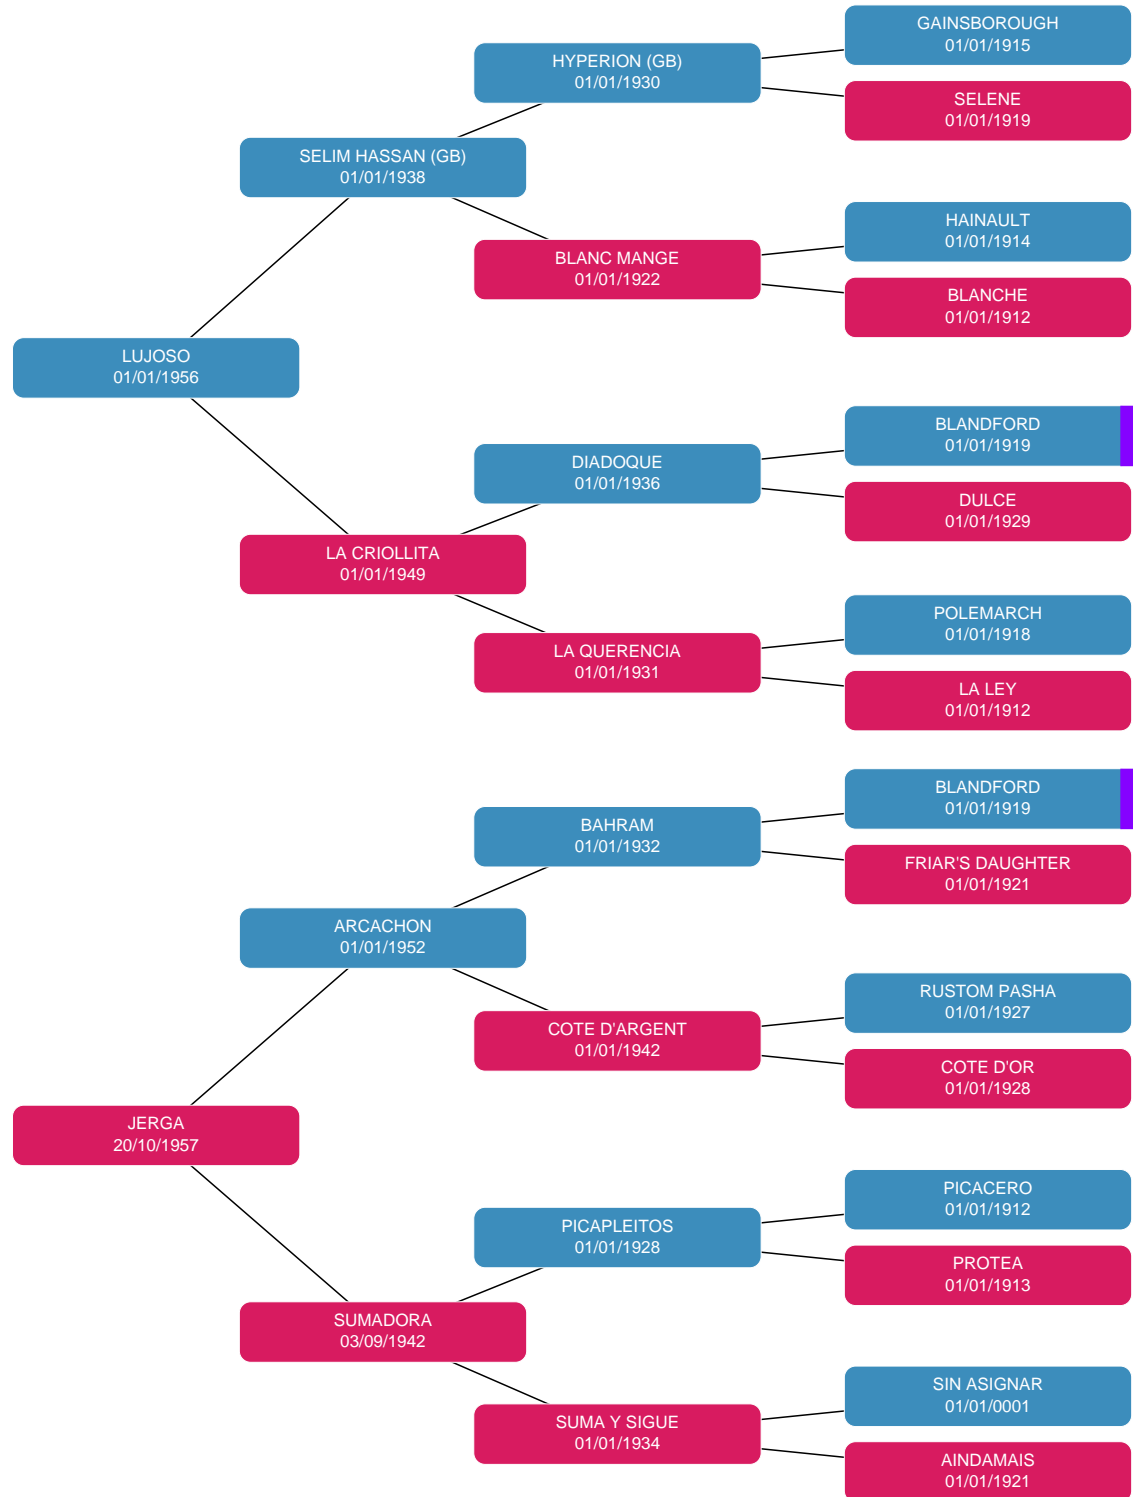 GAINSBOROUGH
01/01/1915
HYPERION (GB)
01/01/1930
SELENE
01/01/1919
SELIM HASSAN (GB)
01/01/1938
HAINAULT
01/01/1914
BLANC MANGE
01/01/1922
BLANCHE
01/01/1912
LUJOSO
01/01/1956
BLANDFORD
01/01/1919
DIADOQUE
01/01/1936
DULCE
01/01/1929
LA CRIOLLITA
01/01/1949
POLEMARCH
01/01/1918
LA QUERENCIA
01/01/1931
LA LEY
01/01/1912
BLANDFORD
01/01/1919
BAHRAM
01/01/1932
FRIAR'S DAUGHTER
01/01/1921
ARCACHON
01/01/1952
RUSTOM PASHA
01/01/1927
COTE D'ARGENT
01/01/1942
COTE D'OR
01/01/1928
JERGA
20/10/1957
PICACERO
01/01/1912
PICAPLEITOS
01/01/1928
PROTEA
01/01/1913
SUMADORA
03/09/1942
SIN ASIGNAR
01/01/0001
SUMA Y SIGUE
01/01/1934
AINDAMAIS
01/01/1921